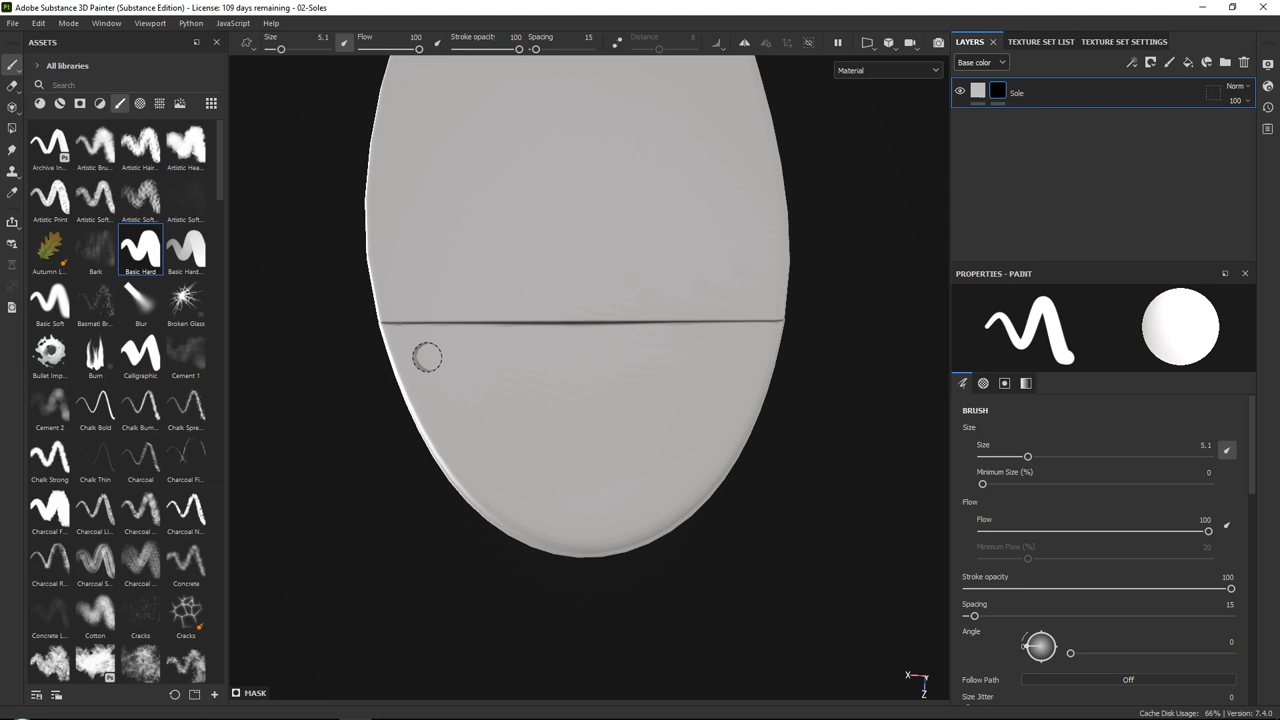 Adobe Substance 3D Painter (Substance Edition) - License: 109 days remaining - 02-Soles
File Edit Mode Window Viewport Python JavaScript Help
ASSETS
Size 5.1 Flow 100 Stroke opacity 100 Spacing 15 Distance 8
LAYERS TEXTURE SET LIST TEXTURE SET SETTINGS
All libraries
Base color
Material
Search
Norm
Sole
100
Archive In... Artistic Bru... Artistic Hair... Artistic Hea...
Artistic Print Artistic Soft... Artistic Soft... Artistic Soft...
Autumn L... Bark Basic Hard Basic Hard...
PROPERTIES - PAINT
Basic Soft Basmati Br... Blur Broken Glass
Bullet Imp... Burn Calligraphic Cement 1
Cement 2 Chalk Bold Chalk Bum... Chalk Spre...
BRUSH
Size
Size 5.1
Minimum Size (%) 0
Chalk Strong Chalk Thin Charcoal Charcoal Fi...
Flow
Flow 100
Charcoal F... Charcoal Li... Charcoal ... Charcoal N...
Minimum Flow (%) 20
Stroke opacity 100
Charcoal R... Charcoal S... Charcoal ... Concrete
Spacing 15
Angle
0
Concrete L... Cotton Cracks Cracks
Follow Path Off
Size Jitter 0
MASK
X Y Z
Cache Disk Usage: 66% | Version: 7.4.0